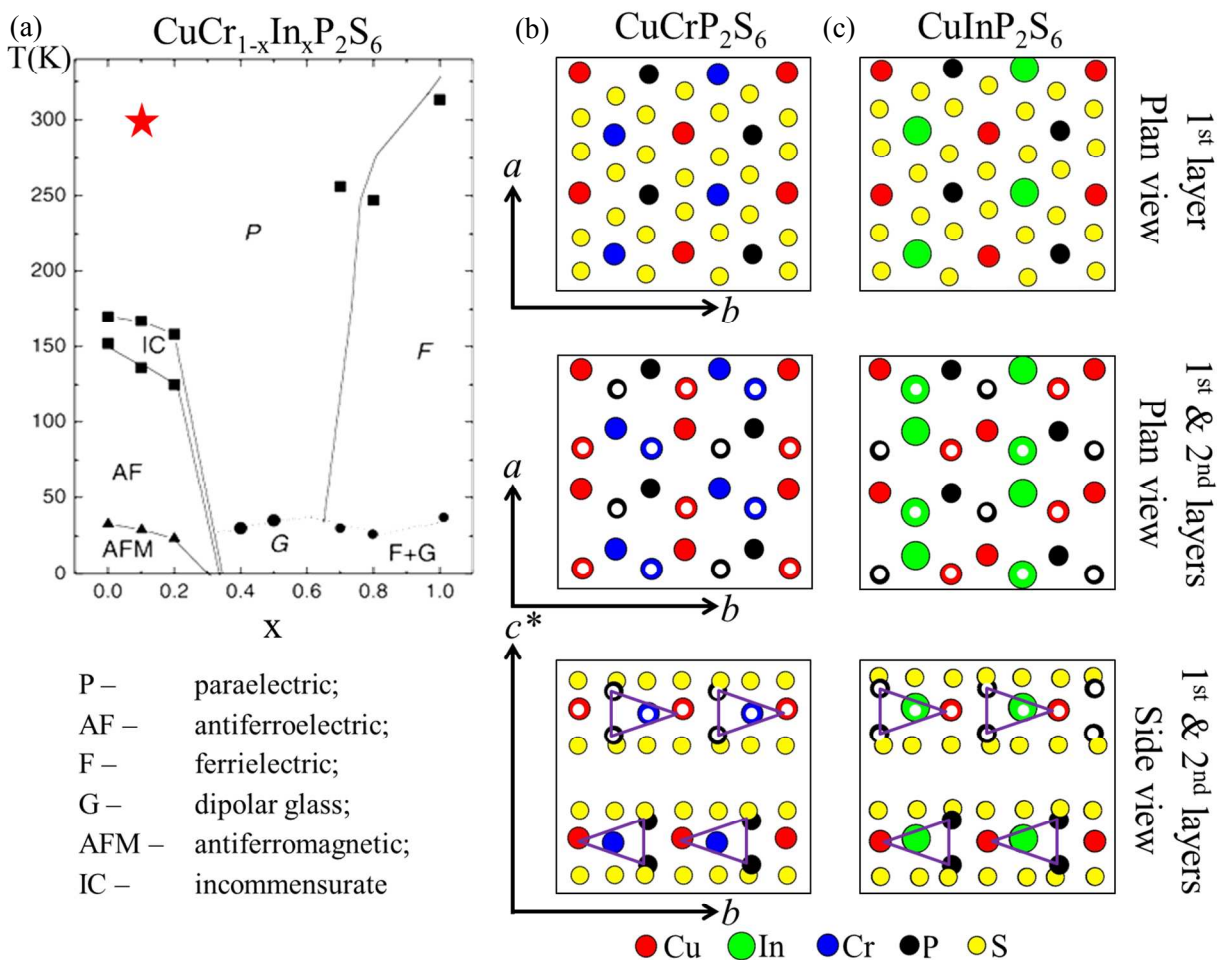 (a)
CuCr1-xInxP2S6
T(K)
300
250
200
150
100
50
0
P
IC
F
AF
AFM
G
F+G
0.0 0.2 0.4 0.6 0.8 1.0
x
P – paraelectric;
AF – antiferroelectric;
F – ferrielectric;
G – dipolar glass;
AFM – antiferromagnetic;
IC – incommensurate
(b)
CuCrP2S6
(c)
CuInP2S6
a
b
1st layer
Plan view
a
b
1st & 2nd layers
Plan view
c*
b
1st & 2nd layers
Side view
Cu In Cr P S